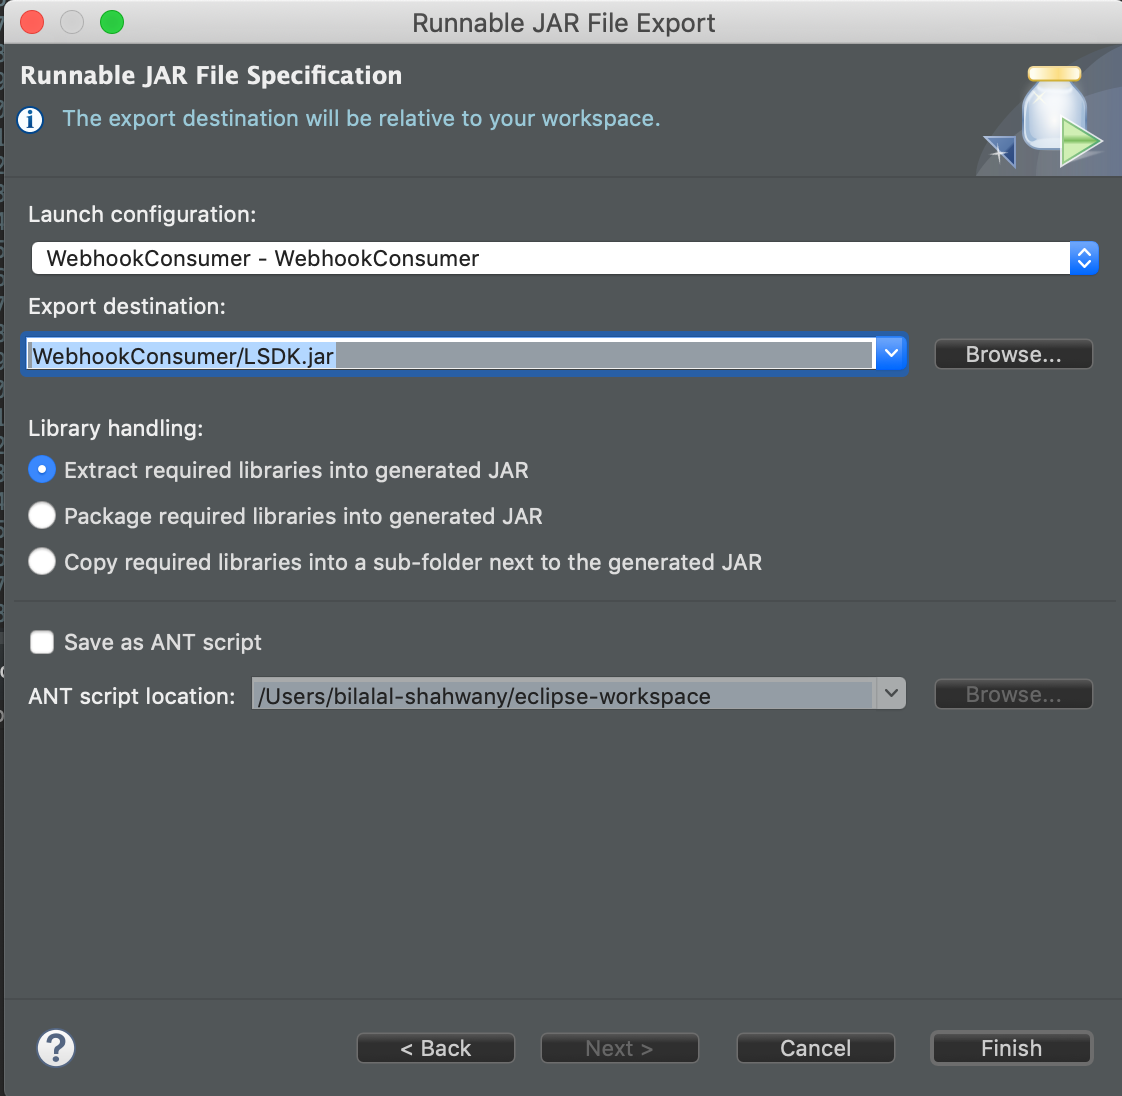 Runnable JAR File Export
Runnable JAR File Specification
The export destination will be relative to your workspace.
Launch configuration:
WebhookConsumer - WebhookConsumer
Export destination:
WebhookConsumer/LSDK.jar
Browse...
Library handling:
Extract required libraries into generated JAR
Package required libraries into generated JAR
Copy required libraries into a sub-folder next to the generated JAR
Save as ANT script
ANT script location:
/Users/bilalal-shahwany/eclipse-workspace
Browse...
?
< Back
Next >
Cancel
Finish